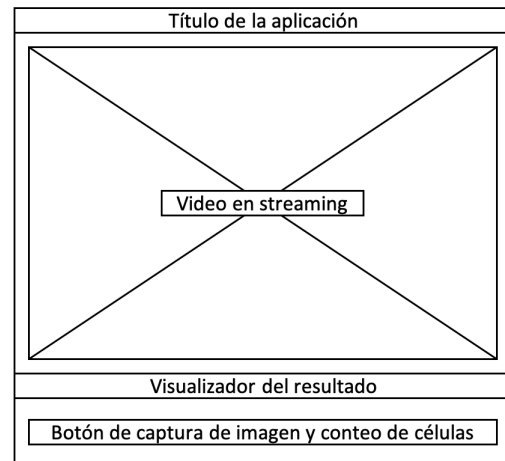 Título de la aplicación
Video en streaming
Visualizador del resultado
Botón de captura de imagen y conteo de células